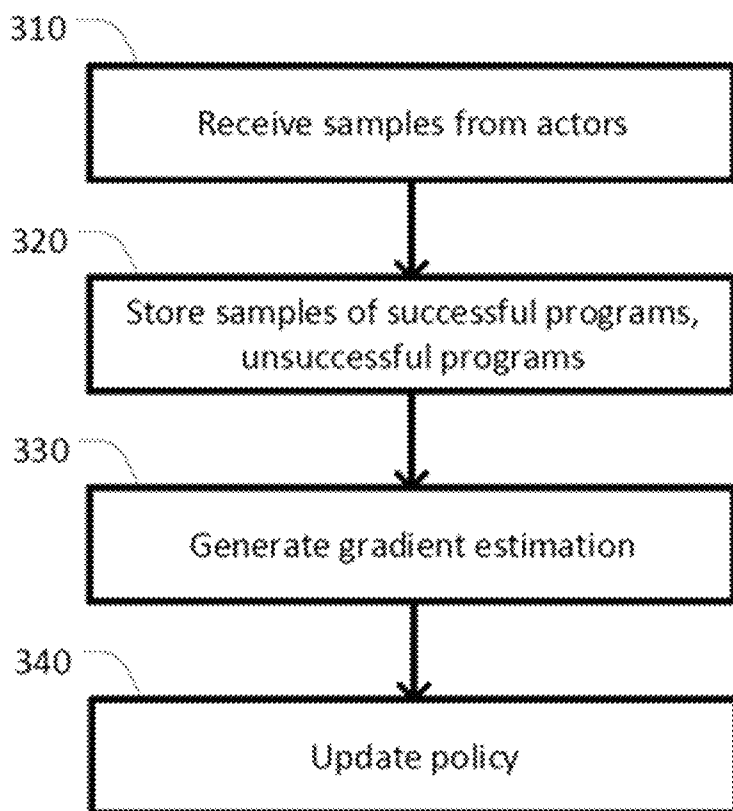 310
Receive samples from actors
320
Store samples of successful programs,
unsuccessful programs
330
Generate gradient estimation
340
Update policy